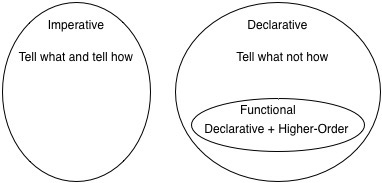 Imperative
Tell what and tell how
Declarative
Tell what not how
Functional
Declarative + Higher-Order